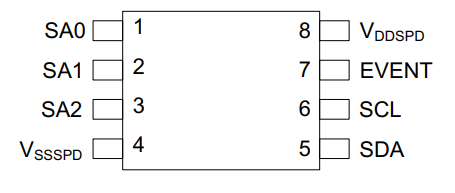 SA0 1 8 VDDSPD
SA1 2 7 EVENT
SA2 3 6 SCL
VSSSPD 4 5 SDA